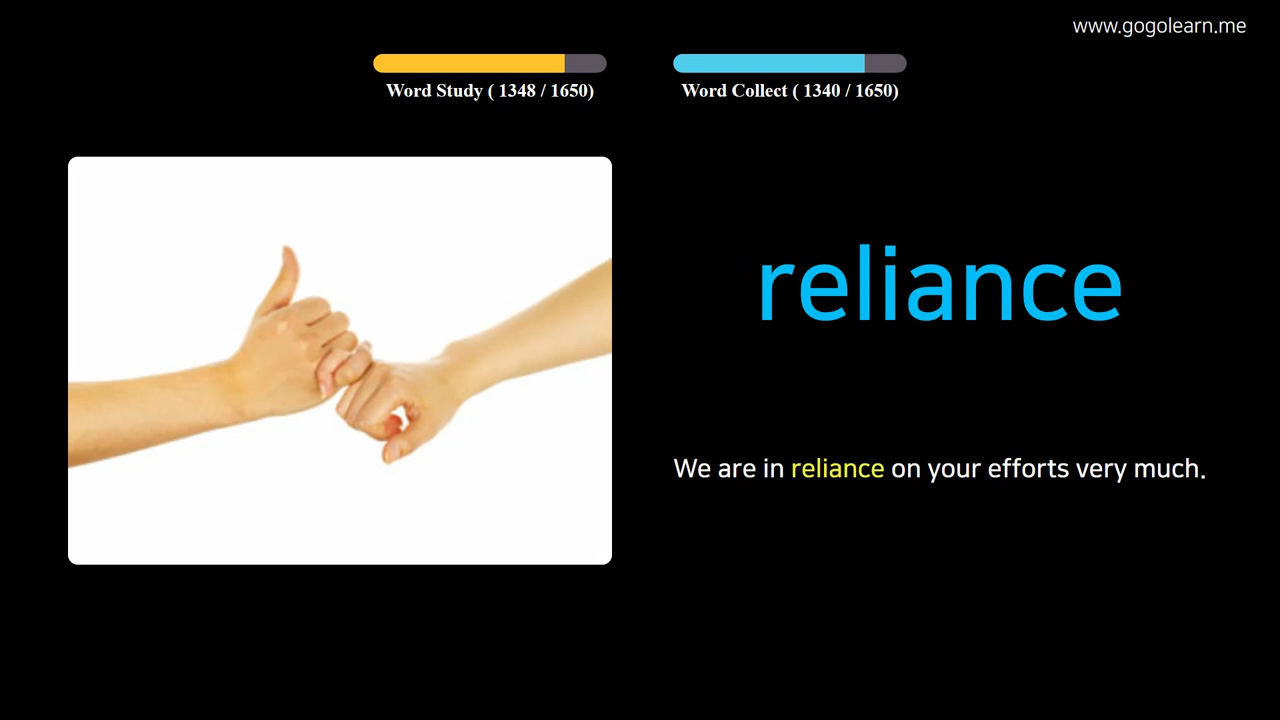 www.gogolearn.me
Word Study ( 1348 / 1650)
Word Collect ( 1340 / 1650)
reliance
We are in reliance on your efforts very much.